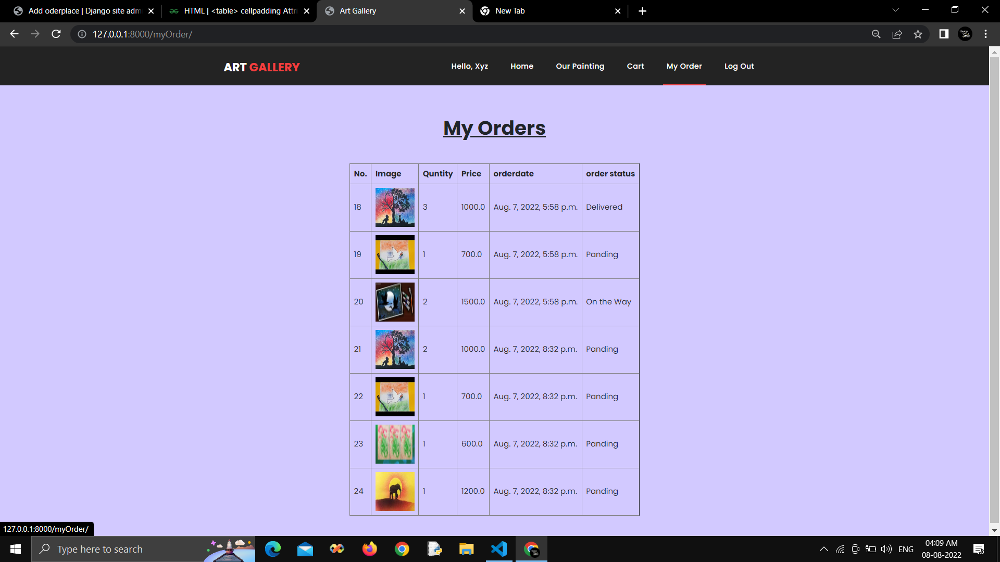 Add oderplace | Django site adm
HTML | <table> cellpadding Attri
Art Gallery
New Tab
127.0.0.1:8000/myOrder/
ART GALLERY
Hello, Xyz
Home
Our Painting
Cart
My Order
Log Out
My Orders
No. Image Quntity Price orderdate order status
18 3 1000.0 Aug. 7, 2022, 5:58 p.m. Delivered
19 1 700.0 Aug. 7, 2022, 5:58 p.m. Panding
20 2 1500.0 Aug. 7, 2022, 5:58 p.m. On the Way
21 2 1000.0 Aug. 7, 2022, 8:32 p.m. Panding
22 1 700.0 Aug. 7, 2022, 8:32 p.m. Panding
23 1 600.0 Aug. 7, 2022, 8:32 p.m. Panding
24 1 1200.0 Aug. 7, 2022, 8:32 p.m. Panding
127.0.0.1:8000/myOrder/
Type here to search
ENG
04:09 AM
08-08-2022